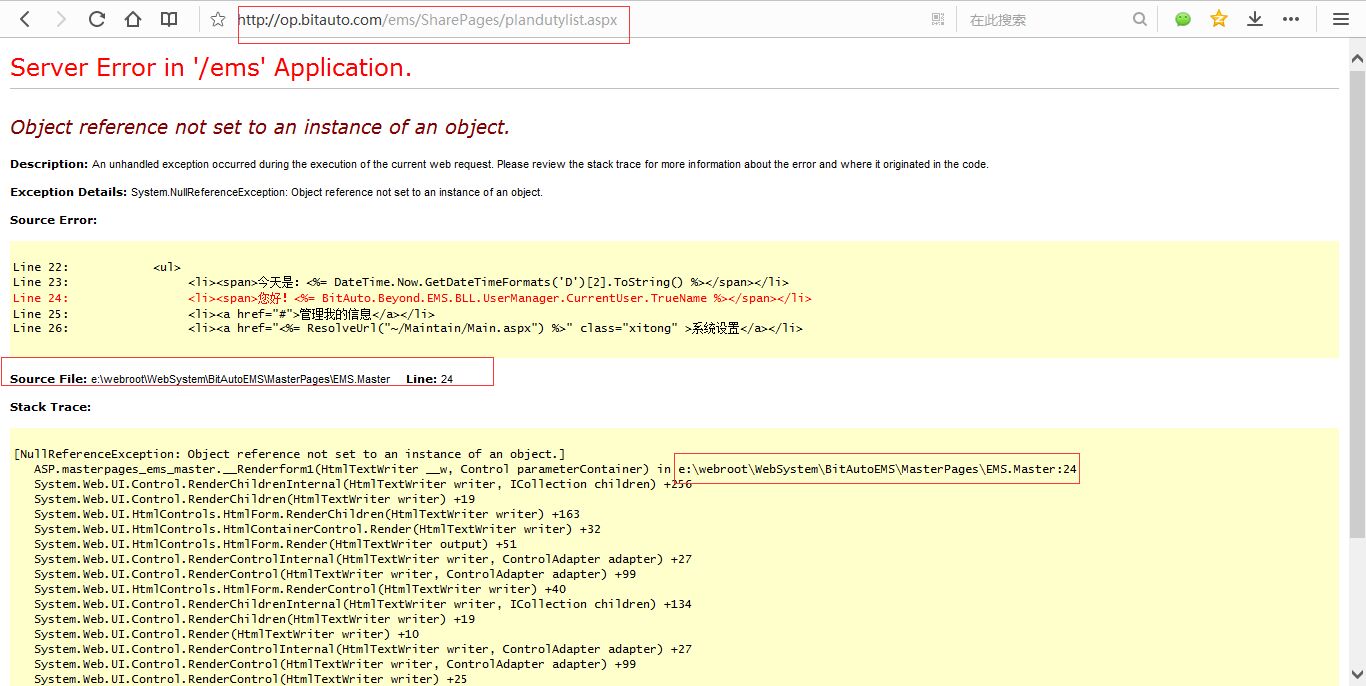 http://op.bitauto.com/ems/SharePages/plandutylist.aspx
在此搜索
Server Error in '/ems' Application.
Object reference not set to an instance of an object.
Description: An unhandled exception occurred during the execution of the current web request. Please review the stack trace for more information about the error and where it originated in the code.
Exception Details: System.NullReferenceException: Object reference not set to an instance of an object.
Source Error:
Line 22: <ul>
Line 23: <li><span>今天是: <%= DateTime.Now.GetDateTimeFormats('D')[2].ToString() %></span></li>
Line 24: <li><span>您好! <%= BitAuto.Beyond.EMS.BLL.UserManager.CurrentUser.TrueName %></span></li>
Line 25: <li><a href="#">管理我的信息</a></li>
Line 26: <li><a href="<%= ResolveUrl("~/Maintain/Main.aspx") %>" class="xitong" >系统设置</a></li>
Source File: e:\webroot\WebSystem\BitAutoEMS\MasterPages\EMS.Master Line: 24
Stack Trace:
[NullReferenceException: Object reference not set to an instance of an object.]
ASP.masterpages_ems_master.__Renderform1(HtmlTextWriter __w, Control parameterContainer) in e:\webroot\WebSystem\BitAutoEMS\MasterPages\EMS.Master:24
System.Web.UI.Control.RenderChildrenInternal(HtmlTextWriter writer, ICollection children) +256
System.Web.UI.Control.RenderChildren(HtmlTextWriter writer) +19
System.Web.UI.HtmlControls.HtmlForm.RenderChildren(HtmlTextWriter writer) +163
System.Web.UI.HtmlControls.HtmlContainerControl.Render(HtmlTextWriter writer) +32
System.Web.UI.HtmlControls.HtmlForm.Render(HtmlTextWriter output) +51
System.Web.UI.Control.RenderControlInternal(HtmlTextWriter writer, ControlAdapter adapter) +27
System.Web.UI.Control.RenderControl(HtmlTextWriter writer, ControlAdapter adapter) +99
System.Web.UI.HtmlControls.HtmlForm.RenderControl(HtmlTextWriter writer) +40
System.Web.UI.Control.RenderChildrenInternal(HtmlTextWriter writer, ICollection children) +134
System.Web.UI.Control.RenderChildren(HtmlTextWriter writer) +19
System.Web.UI.Control.Render(HtmlTextWriter writer) +10
System.Web.UI.Control.RenderControlInternal(HtmlTextWriter writer, ControlAdapter adapter) +27
System.Web.UI.Control.RenderControl(HtmlTextWriter writer, ControlAdapter adapter) +99
System.Web.UI.Control.RenderControl(HtmlTextWriter writer) +25